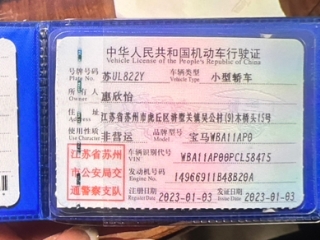 中华人民共和国机动车行驶证
Vehicle License of the People's Republic of China
号牌号码 苏UL822Y 车辆类型 小型轿车
Plate No. Vehicle Type
所有人 惠欣怡
Owner
住址 江苏省苏州市虎丘区浒墅关镇吴公村(9)木桥头15号
Address
使用性质 非营运 品牌型号 宝马WBA11AP0
Use Character Model
江苏省苏州
市公安局交
通警察支队
车辆识别代号 WBA11AP00PCL58475
VIN
发动机号码 14966911B48B20A
Engine No.
注册日期 2023-01-03 发证日期 2023-01-03
Register Date Issue Date